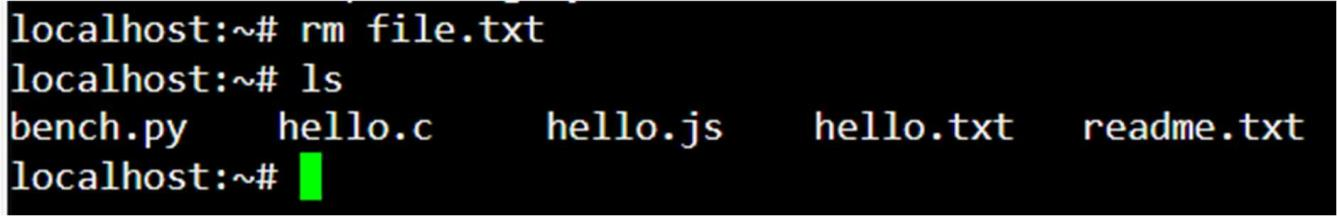 localhost:~# rm file.txt
localhost:~# ls
bench.py    hello.c     hello.js    hello.txt   readme.txt
localhost:~#